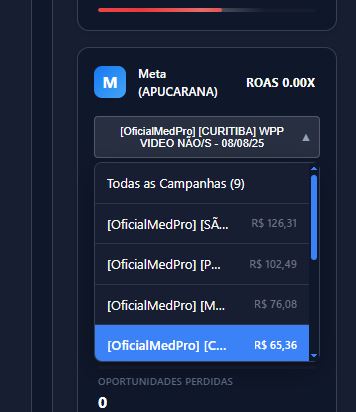 M
Meta
(APUCARANA)
ROAS 0.00X
[OficialMedPro] [CURITIBA] WPP
VIDEO NÃO/S - 08/08/25
Todas as Campanhas (9)
[OficialMedPro] [SÃ... R$ 126,31
[OficialMedPro] [P... R$ 102,49
[OficialMedPro] [M... R$ 76,08
[OficialMedPro] [C... R$ 65,36
OPORTUNIDADES PERDIDAS
0